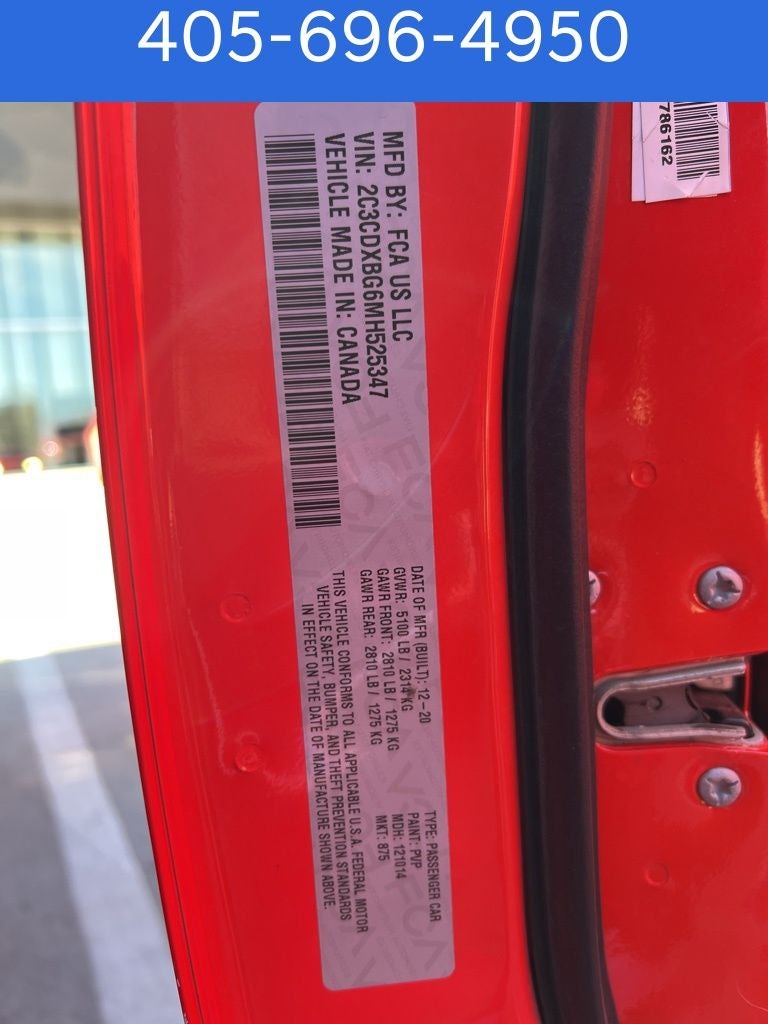 405-696-4950
786162
MFD BY: FCA US LLC
VIN: 2C3CDXBG6MH525347
VEHICLE MADE IN: CANADA
DATE OF MFR (BUILT): 12-20
GVWR: 5100 LB / 2314 KG
GAWR FRONT: 2810 LB / 1275 KG
GAWR REAR: 2810 LB / 1275 KG
THIS VEHICLE CONFORMS TO ALL APPLICABLE U.S.A. FEDERAL MOTOR
VEHICLE SAFETY, BUMPER, AND THEFT PREVENTION STANDARDS
IN EFFECT ON THE DATE OF MANUFACTURE SHOWN ABOVE.
TYPE: PASSENGER CAR
PAINT: PVP
MDH: 121014
MKT: 875